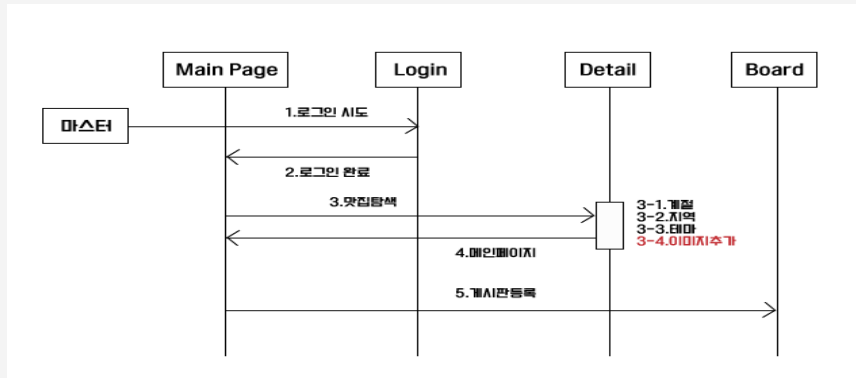 Main Page
Login
Detail
Board
마스터
1.로그인 시도
2.로그인 완료
3.맛집탐색
3-1.계절
3-2.지역
3-3.테마
3-4.이미지추가
4.메인페이지
5.게시판등록